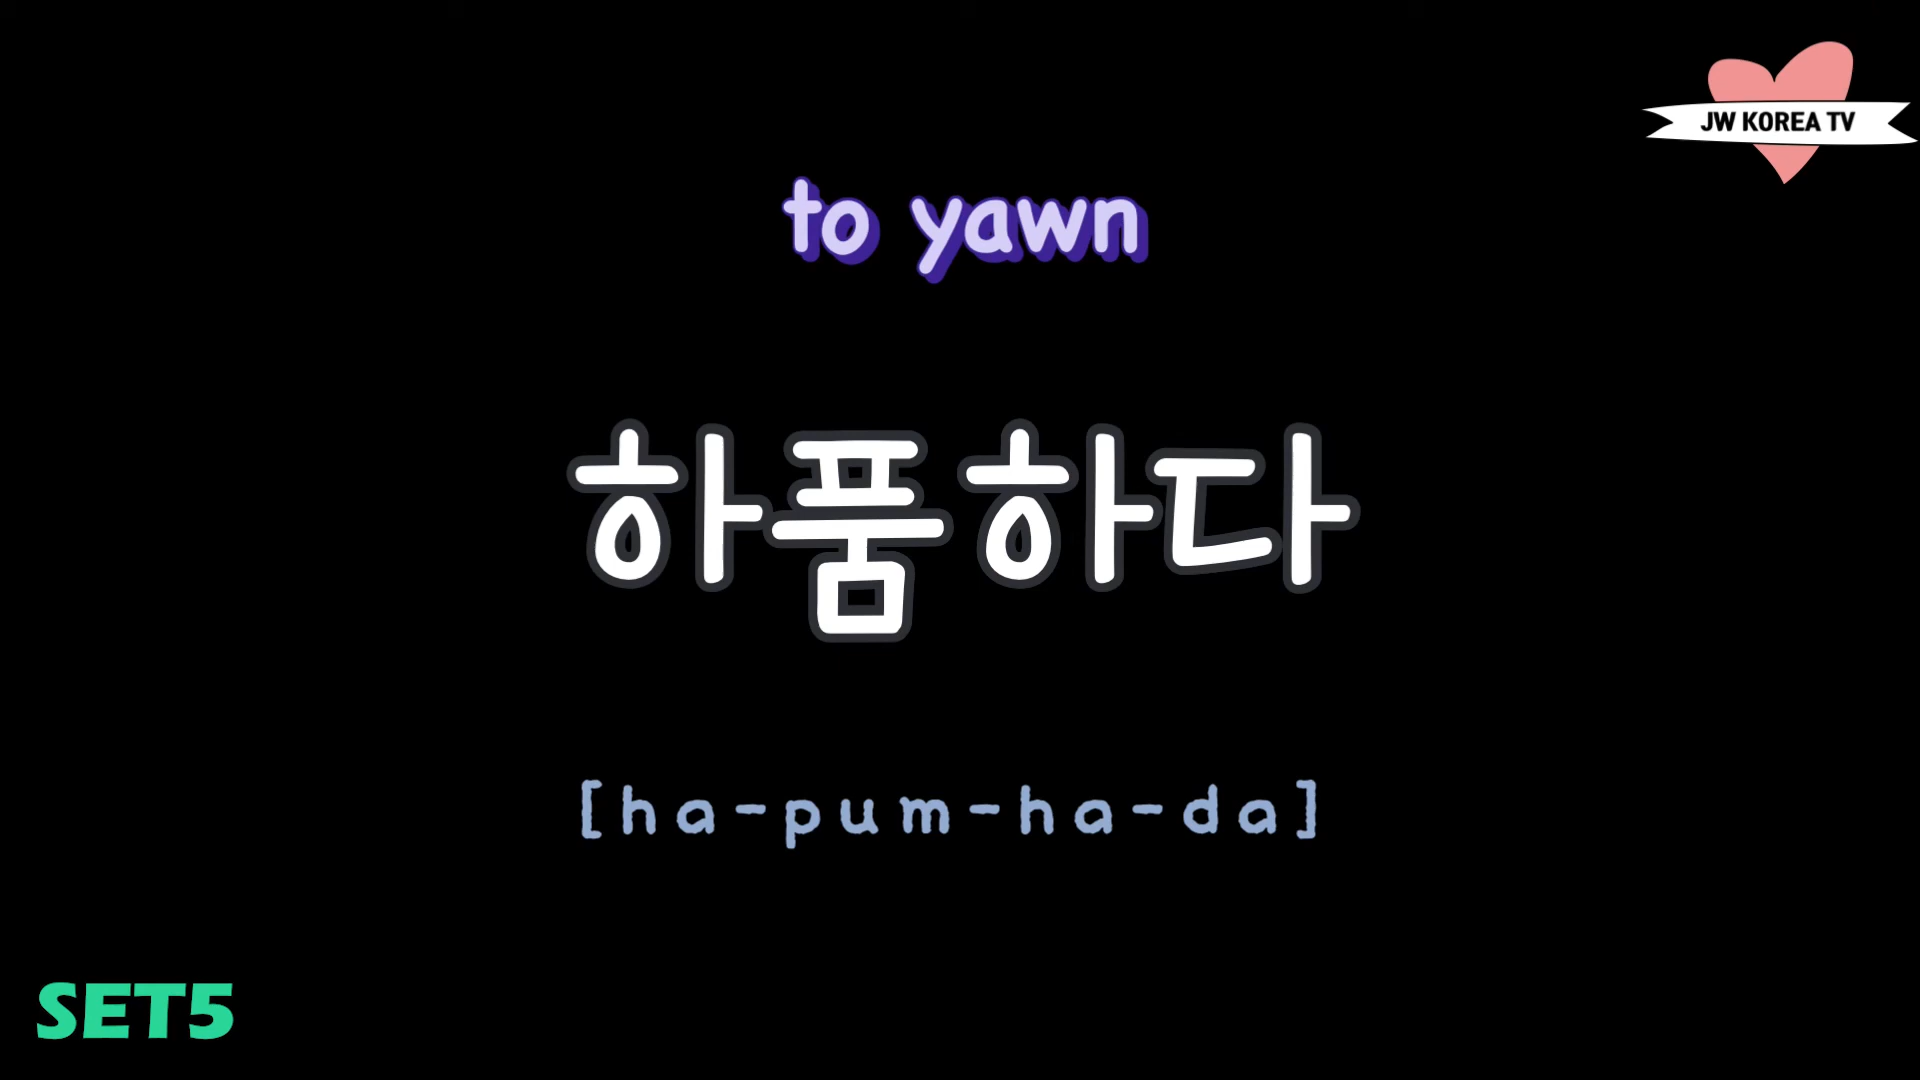 JW KOREA TV
to yawn
하품하다
[ha-pum-ha-da]
SET5